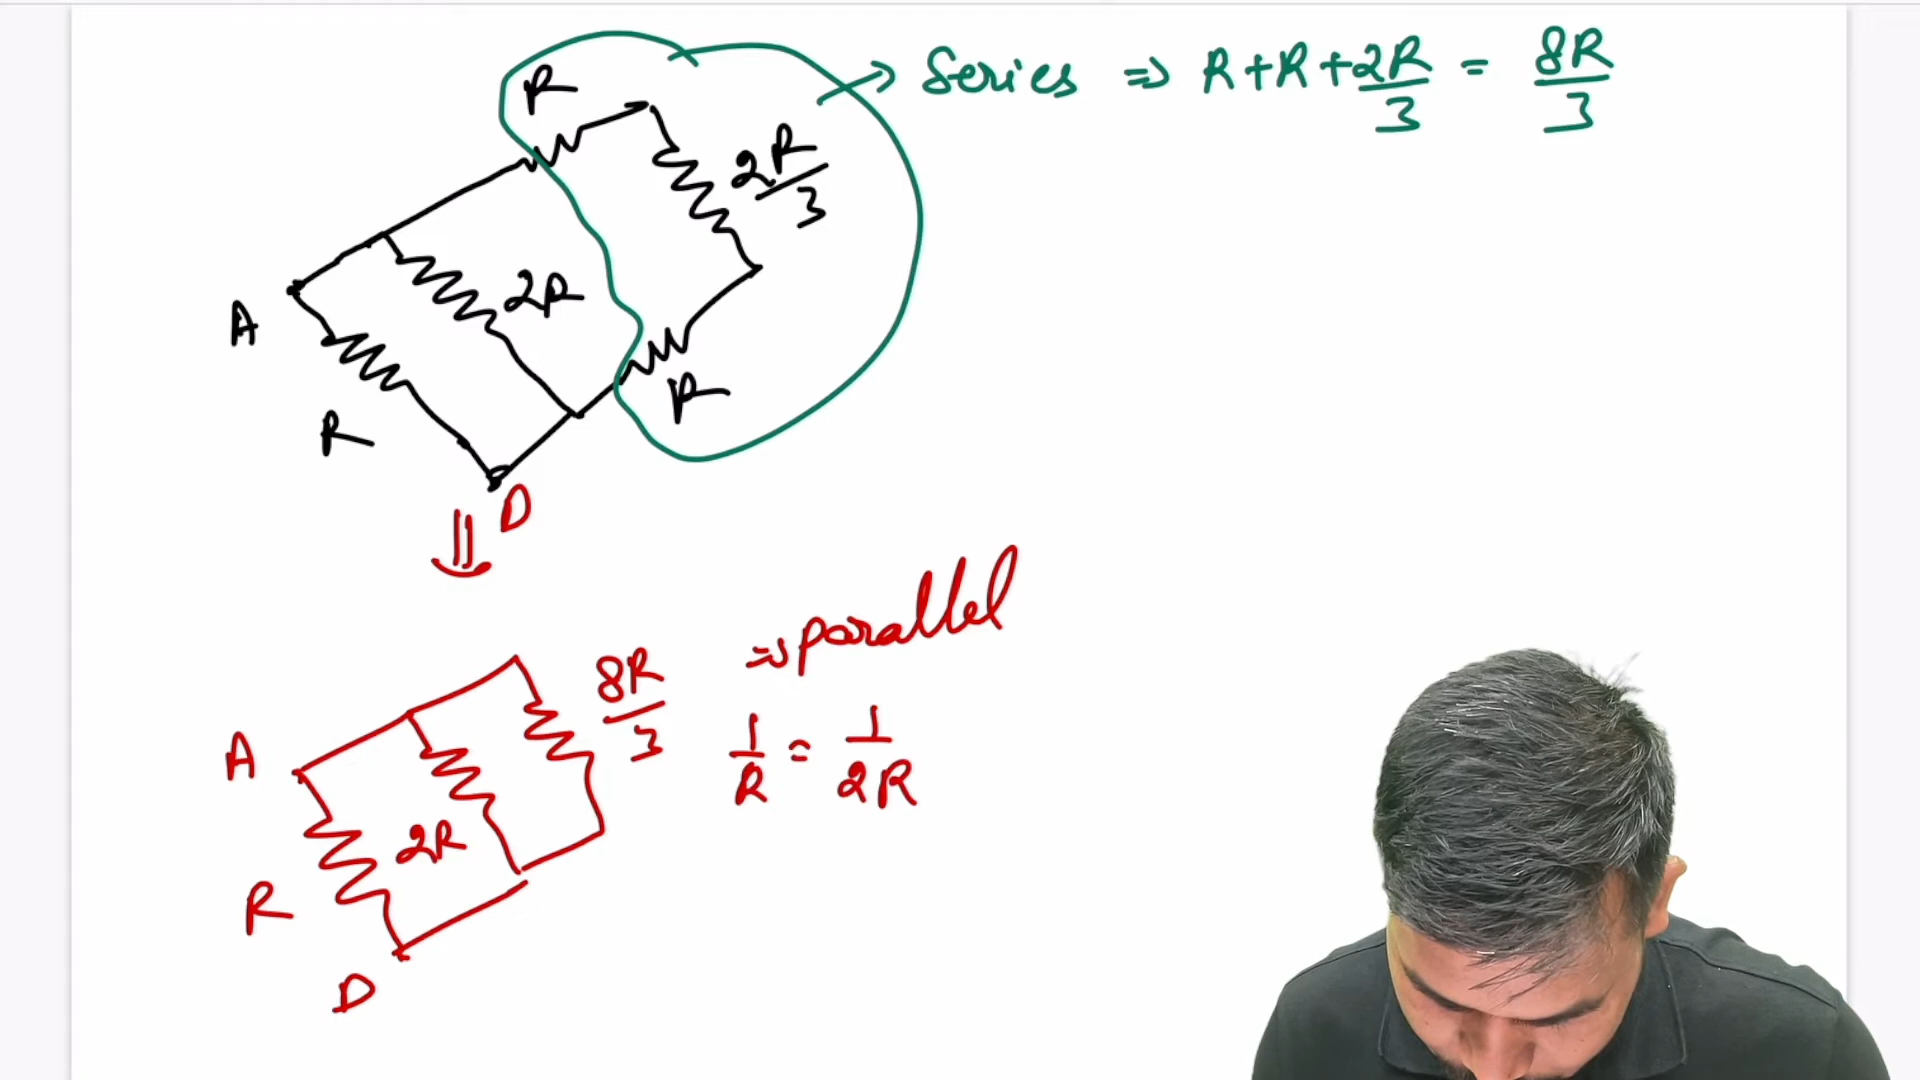 R
Series ⇒ R+R+2R/3 = 8R/3
2R/3
2R
A
R
R
D
⇒ parallel
8R/3
1/R = 1/2R
A
2R
R
D